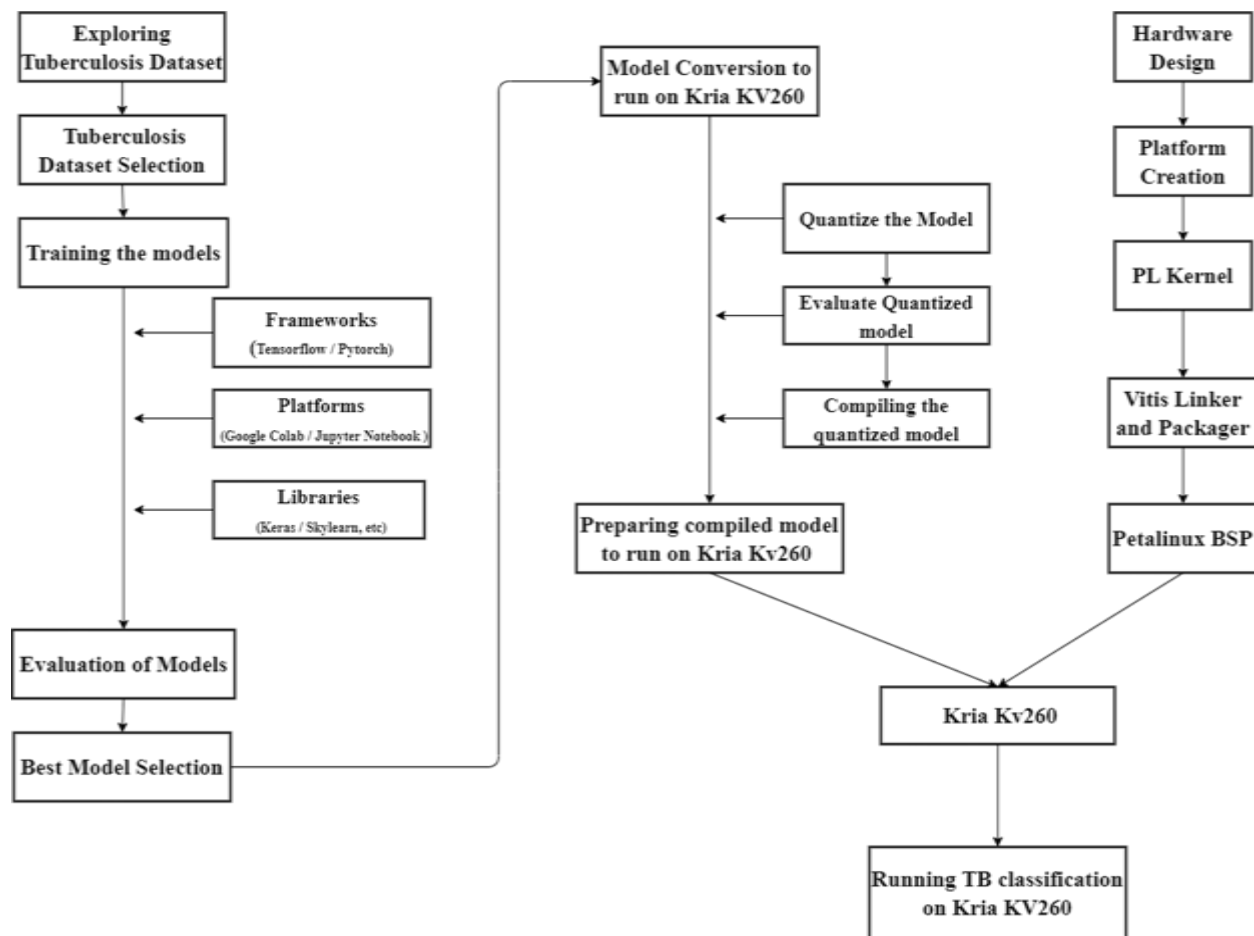 Exploring
Tuberculosis Dataset
Tuberculosis
Dataset Selection
Training the models
Frameworks
(Tensorflow / Pytorch)
Platforms
(Google Colab / Jupyter Notebook )
Libraries
(Keras / Skylearn, etc)
Evaluation of Models
Best Model Selection
Model Conversion to
run on Kria KV260
Quantize the Model
Evaluate Quantized
model
Compiling the
quantized model
Preparing compiled model
to run on Kria Kv260
Hardware
Design
Platform
Creation
PL Kernel
Vitis Linker
and Packager
Petalinux BSP
Kria Kv260
Running TB classification
on Kria KV260